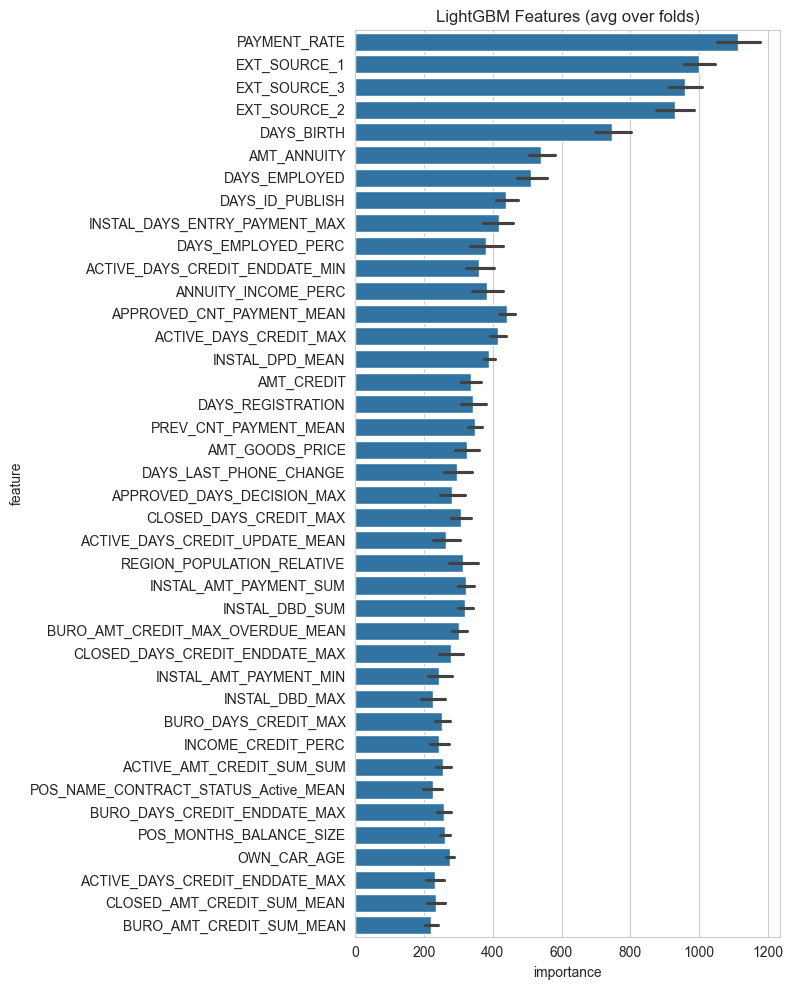 LightGBM Features (avg over folds)
feature
PAYMENT_RATE
EXT_SOURCE_1
EXT_SOURCE_3
EXT_SOURCE_2
DAYS_BIRTH
AMT_ANNUITY
DAYS_EMPLOYED
DAYS_ID_PUBLISH
INSTAL_DAYS_ENTRY_PAYMENT_MAX
DAYS_EMPLOYED_PERC
ACTIVE_DAYS_CREDIT_ENDDATE_MIN
ANNUITY_INCOME_PERC
APPROVED_CNT_PAYMENT_MEAN
ACTIVE_DAYS_CREDIT_MAX
INSTAL_DPD_MEAN
AMT_CREDIT
DAYS_REGISTRATION
PREV_CNT_PAYMENT_MEAN
AMT_GOODS_PRICE
DAYS_LAST_PHONE_CHANGE
APPROVED_DAYS_DECISION_MAX
CLOSED_DAYS_CREDIT_MAX
ACTIVE_DAYS_CREDIT_UPDATE_MEAN
REGION_POPULATION_RELATIVE
INSTAL_AMT_PAYMENT_SUM
INSTAL_DBD_SUM
BURO_AMT_CREDIT_MAX_OVERDUE_MEAN
CLOSED_DAYS_CREDIT_ENDDATE_MAX
INSTAL_AMT_PAYMENT_MIN
INSTAL_DBD_MAX
BURO_DAYS_CREDIT_MAX
INCOME_CREDIT_PERC
ACTIVE_AMT_CREDIT_SUM_SUM
POS_NAME_CONTRACT_STATUS_Active_MEAN
BURO_DAYS_CREDIT_ENDDATE_MAX
POS_MONTHS_BALANCE_SIZE
OWN_CAR_AGE
ACTIVE_DAYS_CREDIT_ENDDATE_MAX
CLOSED_AMT_CREDIT_SUM_MEAN
BURO_AMT_CREDIT_SUM_MEAN
0 200 400 600 800 1000 1200
importance